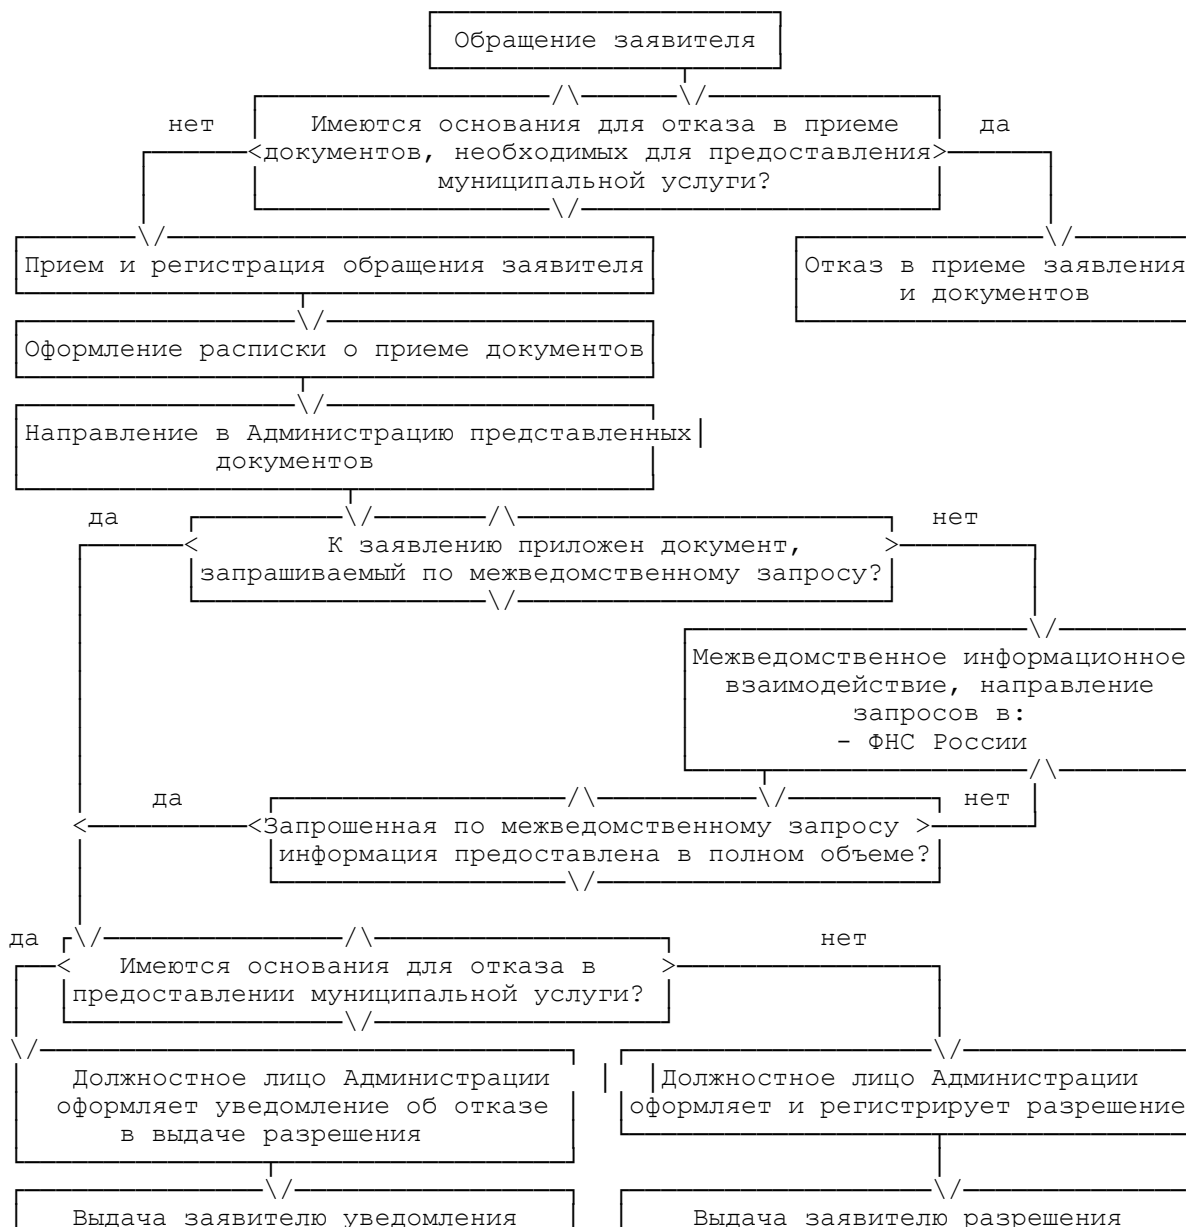 Обращение заявителя
нет
Имеются основания для отказа в приеме
да
документов, необходимых для предоставления
муниципальной услуги?
Прием и регистрация обращения заявителя
Отказ в приеме заявления
и документов
Оформление расписки о приеме документов
Направление в Администрацию представленных
документов
да
нет
К заявлению приложен документ,
запрашиваемый по межведомственному запросу?
Межведомственное информационное
взаимодействие, направление
запросов в:
- ФНС России
да
нет
Запрошенная по межведомственному запросу
информация предоставлена в полном объеме?
да
нет
Имеются основания для отказа в
предоставлении муниципальной услуги?
Должностное лицо Администрации
оформляет уведомление об отказе
в выдаче разрешения
Должностное лицо Администрации
оформляет и регистрирует разрешение
Выдача заявителю уведомления
Выдача заявителю разрешения